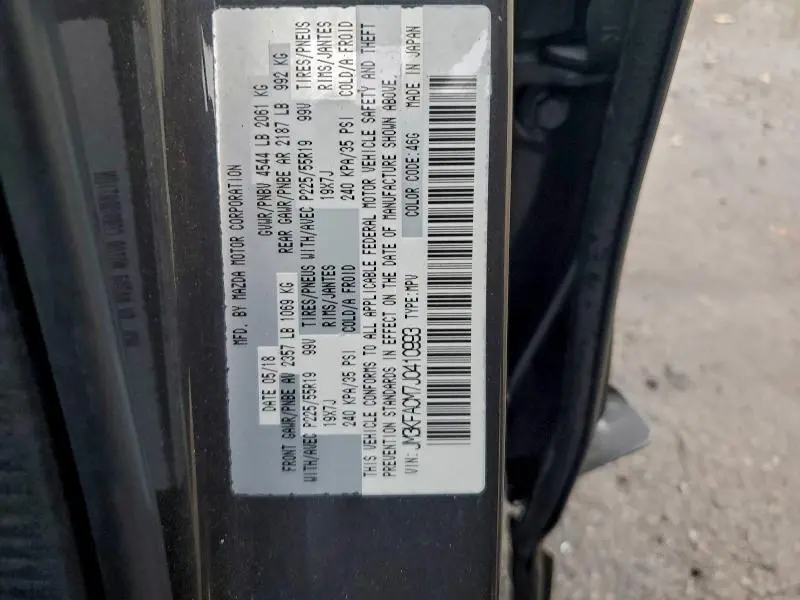 MFD. BY MAZDA MOTOR CORPORATION
DATE 05/18 GVWR/PNBV 4544 LB 2061 KG
FRONT GAWR/PNBE AV 2357 LB 1069 KG REAR GAWR/PNBE AR 2187 LB 992 KG
WITH/AVEC P225/55R19 99V TIRES/PNEUS WITH/AVEC P225/55R19 99V TIRES/PNEUS
19X7J RIMS/JANTES 19X7J RIMS/JANTES
240 KPA/35 PSI COLD/A FROID 240 KPA/35 PSI COLD/A FROID
THIS VEHICLE CONFORMS TO ALL APPLICABLE FEDERAL MOTOR VEHICLE SAFETY AND THEFT
PREVENTION STANDARDS IN EFFECT ON THE DATE OF MANUFACTURE SHOWN ABOVE.
VIN: JM3KFACM7J0410993 TYPE:MPV COLOR CODE:46G MADE IN JAPAN